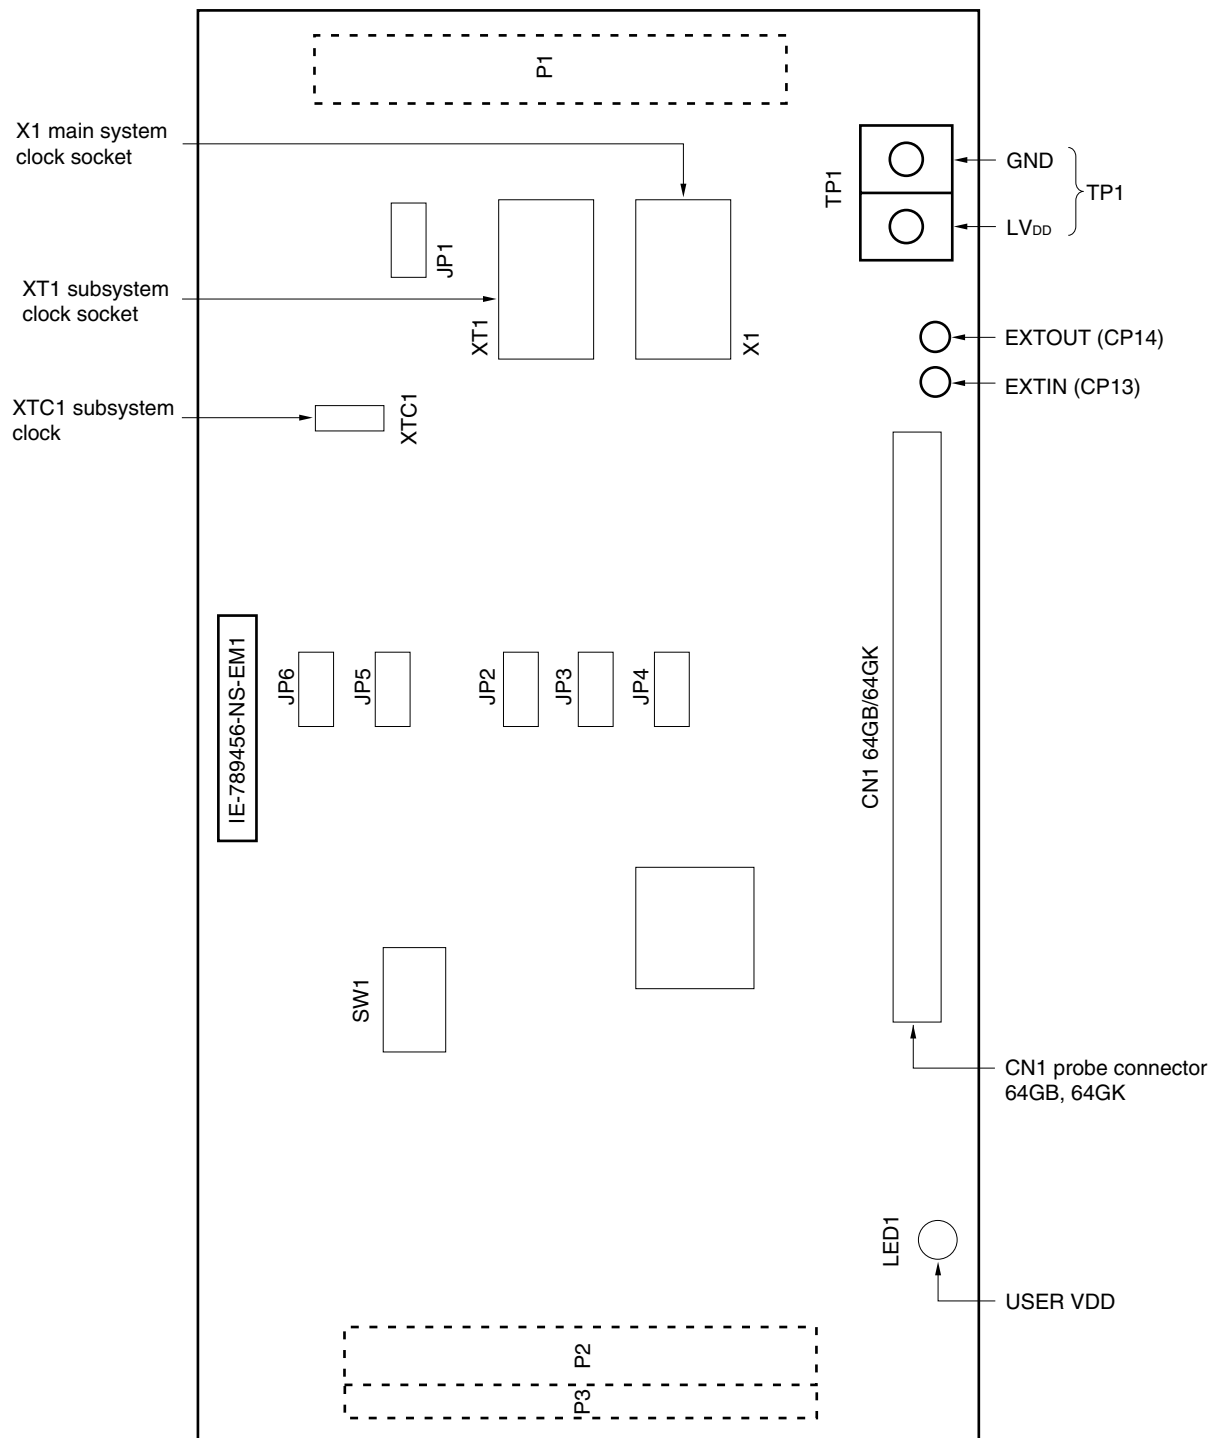 P1
X1 main system
clock socket
TP1
GND
TP1
LVDD
JP1
XT1 subsystem
clock socket
XT1
X1
EXTOUT (CP14)
EXTIN (CP13)
XTC1 subsystem
clock
XTC1
IE-789456-NS-EM1
JP6
JP5
JP2
JP3
JP4
CN1 64GB/64GK
SW1
CN1 probe connector
64GB, 64GK
LED1
USER VDD
P2
P3